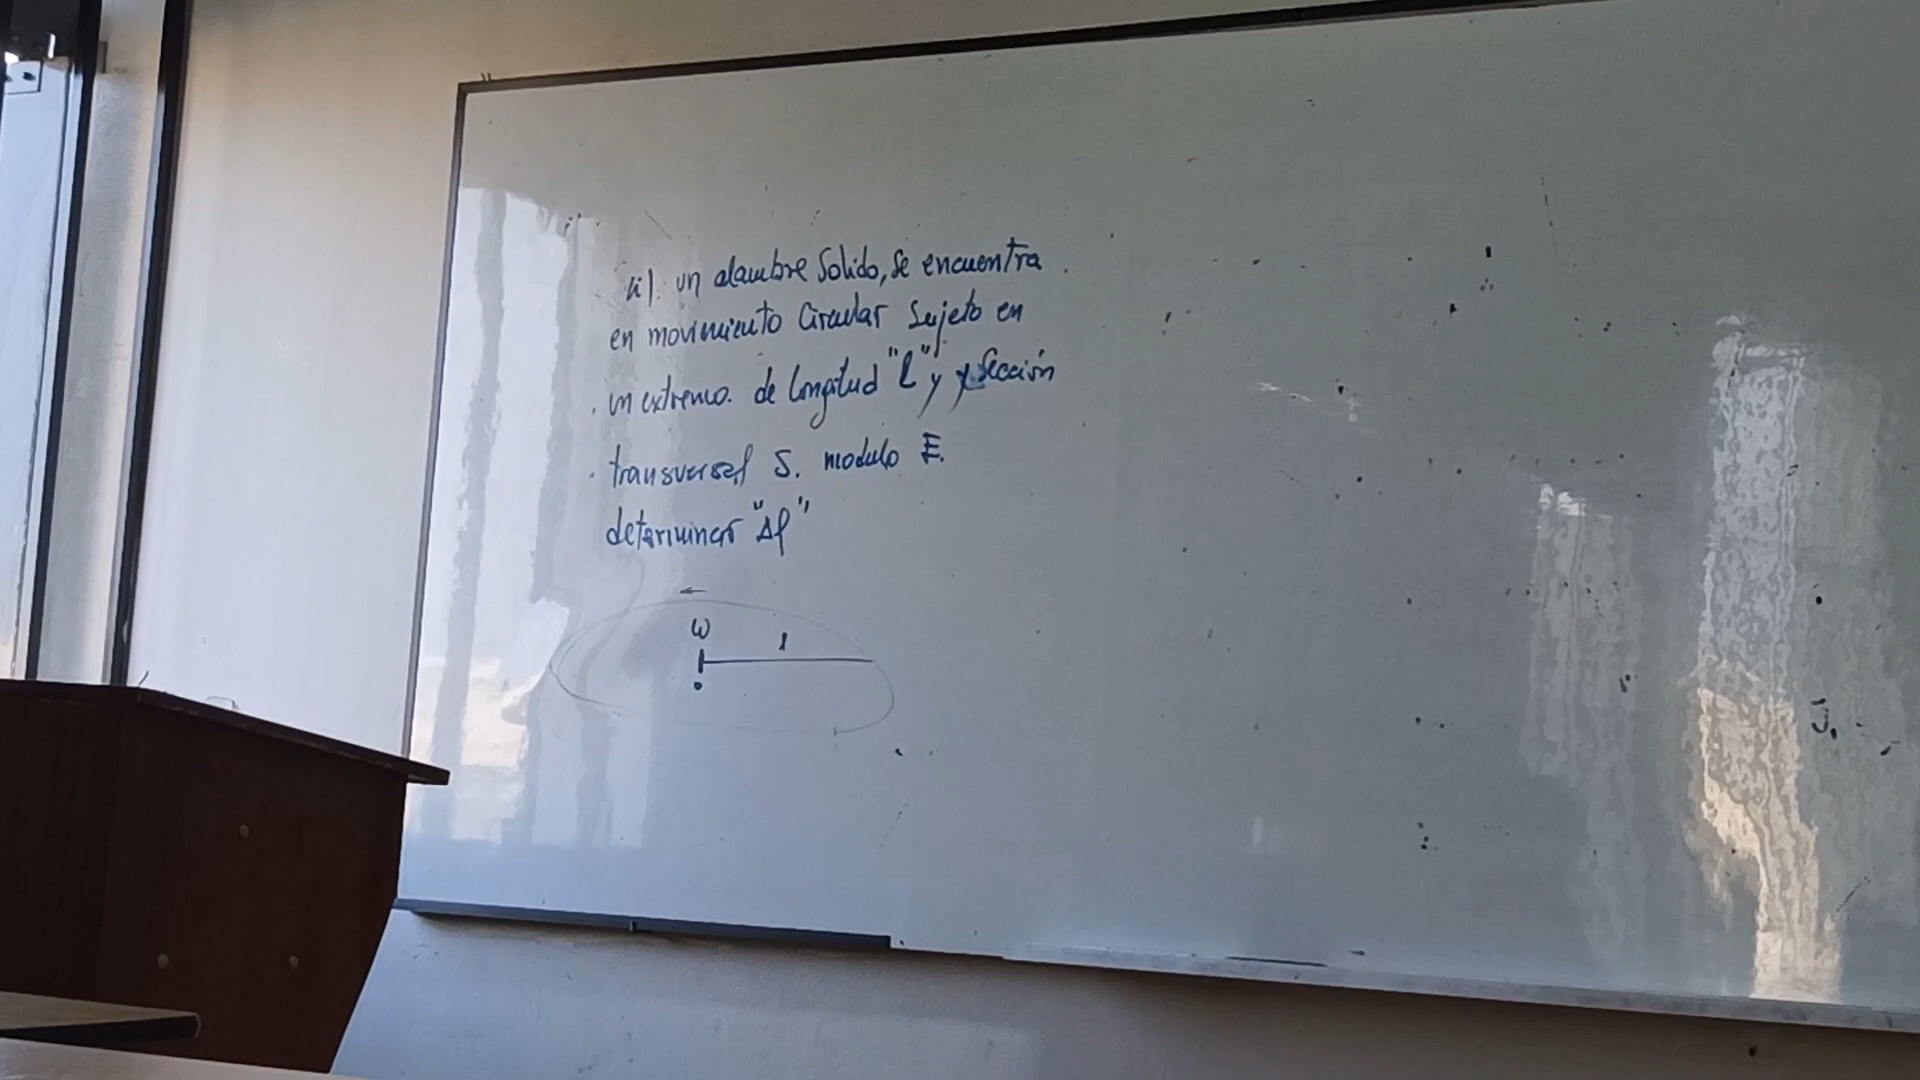 ii). un alambre Solido, se encuentra
en movimiento Circular Sujeto en
un extremo. de longitud "l" y y Sección
transversal S. modulo E.
determinar "Δl"
ω
l